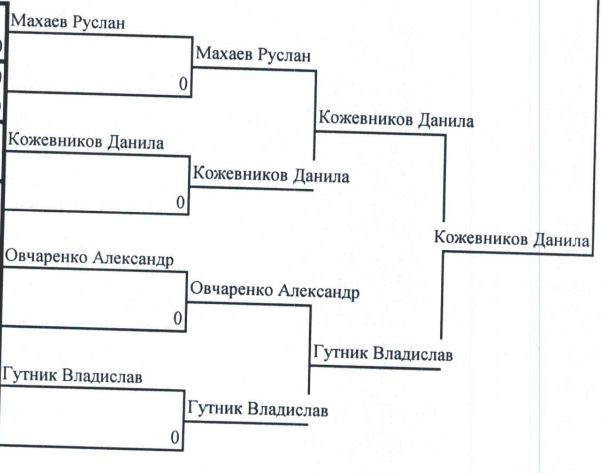 Махаев Руслан
Махаев Руслан
0
Кожевников Данила
Кожевников Данила
Кожевников Данила
0
Кожевников Данила
Овчаренко Александр
Овчаренко Александр
0
Гутник Владислав
Гутник Владислав
Гутник Владислав
0